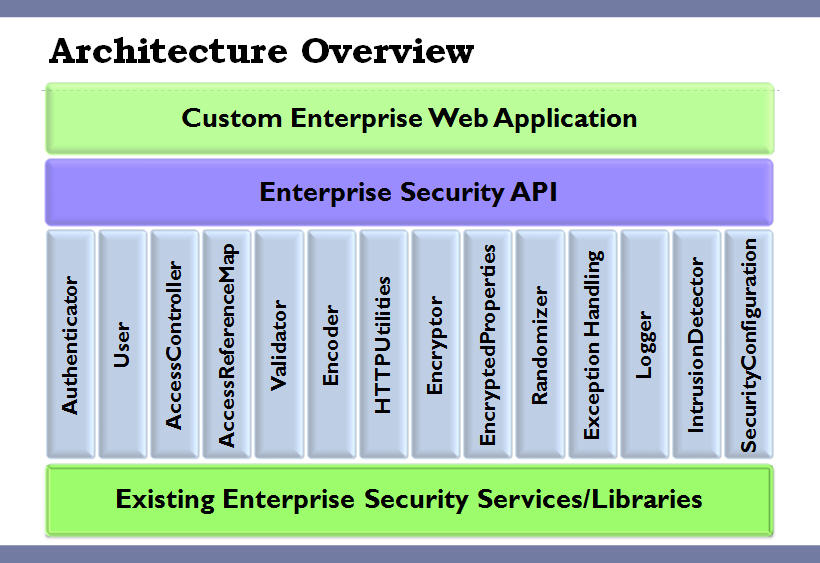 Architecture Overview
Custom Enterprise Web Application
Enterprise Security API
Authenticator
User
AccessController
AccessReferenceMap
Validator
Encoder
HTTPUtilities
Encryptor
EncryptedProperties
Randomizer
Exception Handling
Logger
IntrusionDetector
SecurityConfiguration
Existing Enterprise Security Services/Libraries